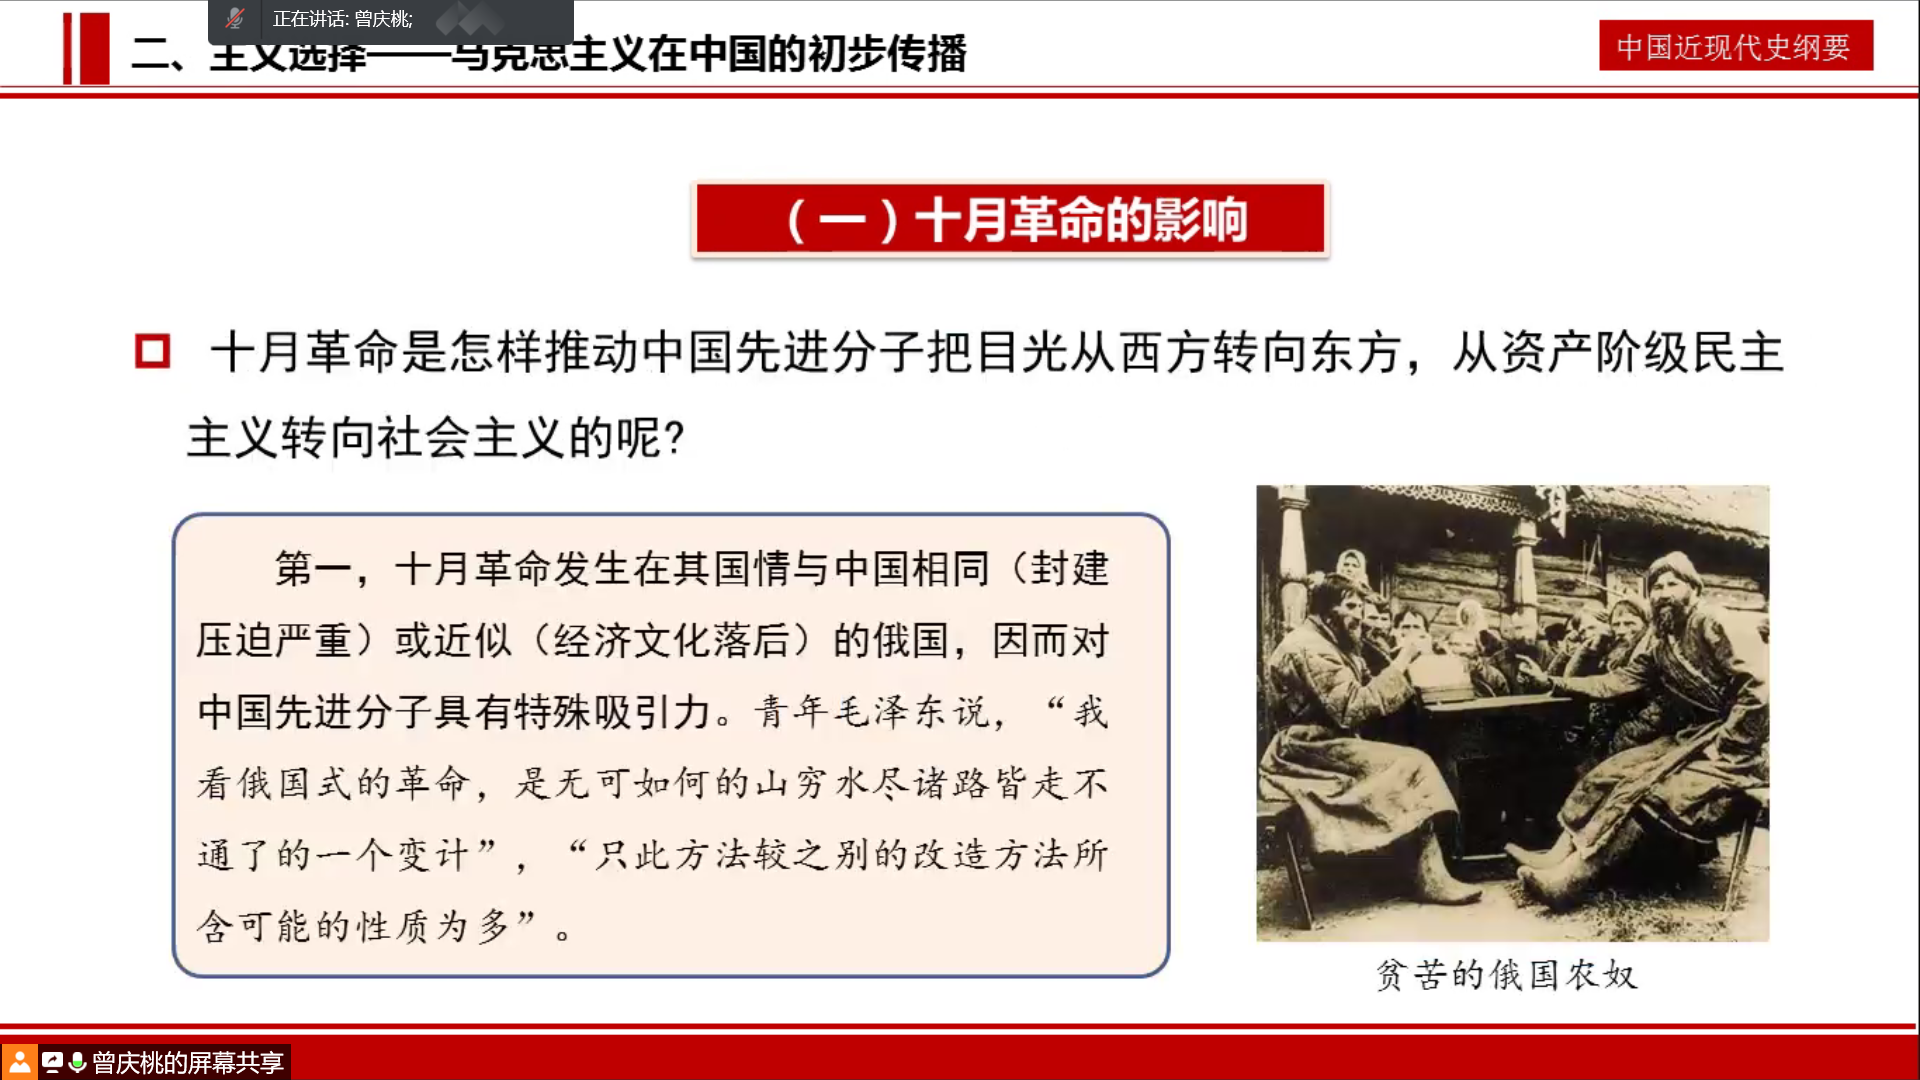 正在讲话: 曾庆桃;
二、主义选择——马克思主义在中国的初步传播
中国近现代史纲要
（一）十月革命的影响
十月革命是怎样推动中国先进分子把目光从西方转向东方，从资产阶级民主
主义转向社会主义的呢?
第一，十月革命发生在其国情与中国相同（封建
压迫严重）或近似（经济文化落后）的俄国，因而对
中国先进分子具有特殊吸引力。青年毛泽东说，“我
看俄国式的革命，是无可如何的山穷水尽诸路皆走不
通了的一个变计”，“只此方法较之别的改造方法所
含可能的性质为多”。
贫苦的俄国农奴
曾庆桃的屏幕共享